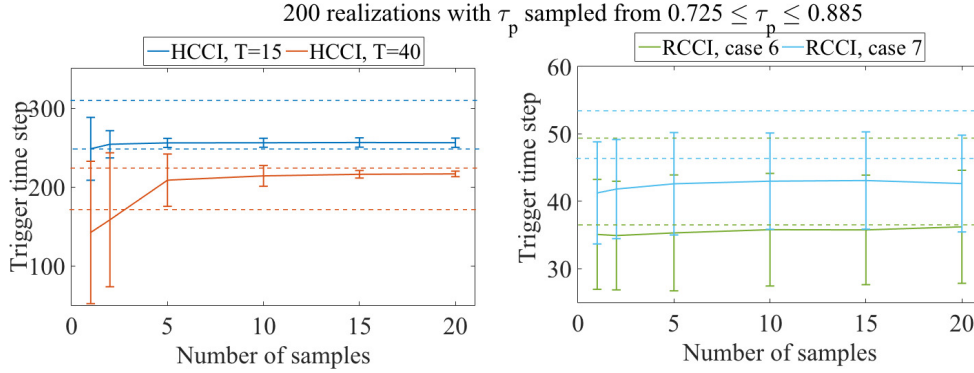 200 realizations with τp sampled from 0.725 ≤ τp ≤ 0.885
HCCI, T=15 HCCI, T=40
300
200
100
Trigger time step
0 5 10 15 20
Number of samples
RCCI, case 6 RCCI, case 7
60
50
40
30
Trigger time step
0 5 10 15 20
Number of samples